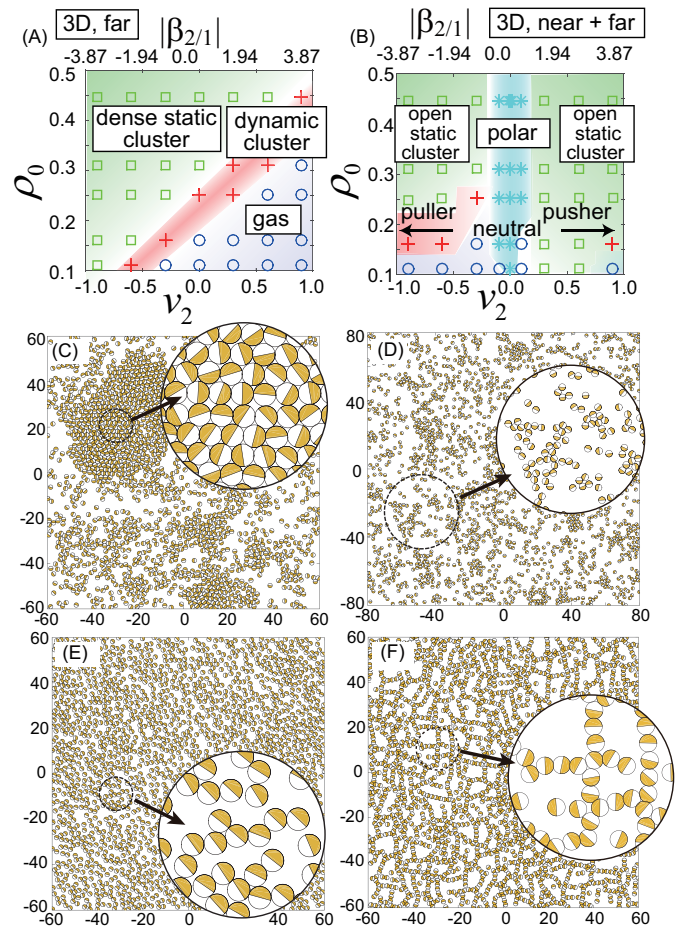 (A) 3D, far |β2/1|
-3.87 -1.94 0.0 1.94 3.87
0.5
0.4
0.3
0.2
0.1
ρ0
dense static
cluster
dynamic
cluster
gas
-1.0 -0.5 0.0 0.5 1.0
v2
(B) |β2/1| 3D, near + far
-3.87 -1.94 0.0 1.94 3.87
0.5
0.4
0.3
0.2
0.1
ρ0
open
static
cluster
polar
open
static
cluster
puller neutral pusher
-1.0 -0.5 0.0 0.5 1.0
v2
(C)
60
40
20
0
-20
-40
-60
-60 -40 -20 0 20 40 60
(D)
80
40
0
-40
-80
-80 -40 0 40 80
(E)
60
40
20
0
-20
-40
-60
-60 -40 -20 0 20 40 60
(F)
60
40
20
0
-20
-40
-60
-60 -40 -20 0 20 40 60